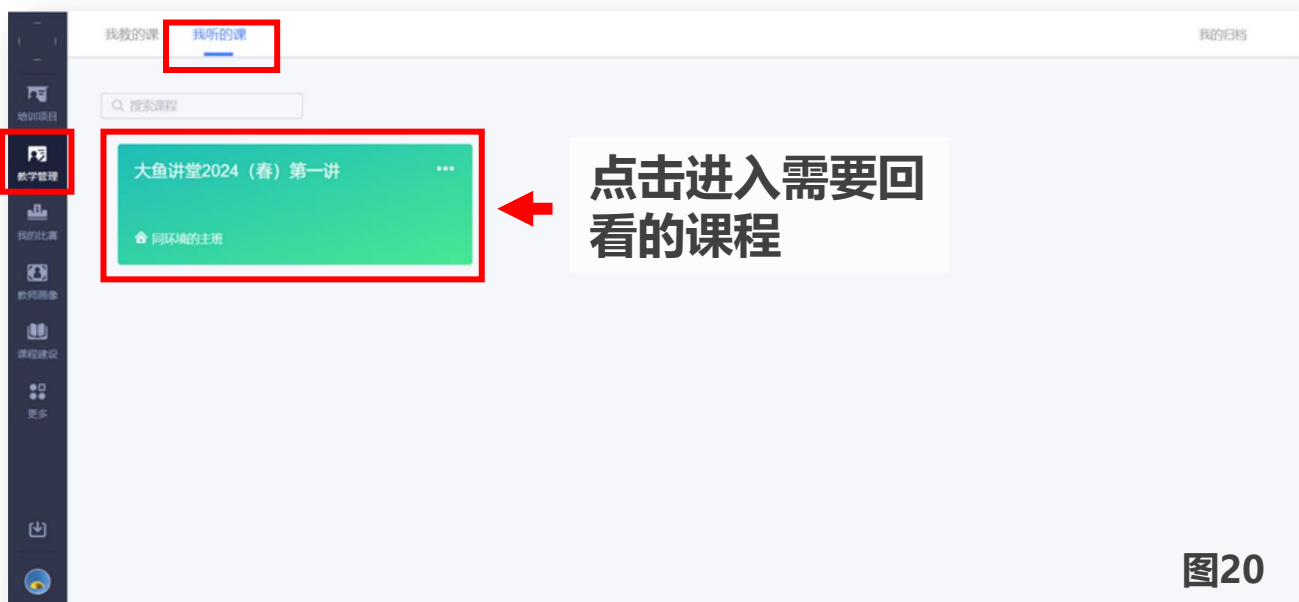 我教的课 我听的课 我的归档
培训项目
搜索课程
教学管理
大鱼讲堂2024（春）第一讲
点击进入需要回
看的课程
我的比赛
同环境的主班
教师画像
课程建设
更多
图20